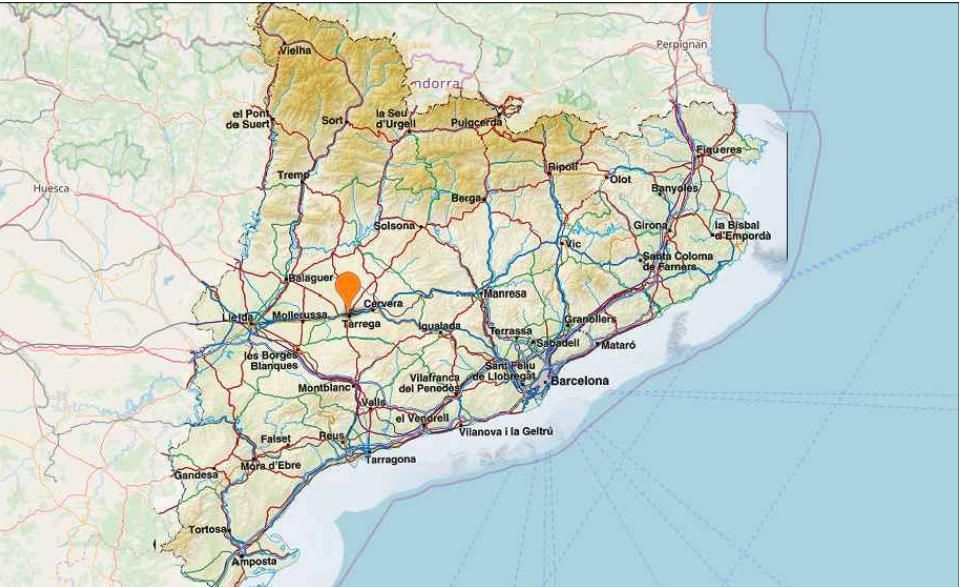 Vielha
Perpignan
ndorra
el Pont
de Suert
Sort
la Seu
d'Urgell
Puigcerdà
Figueres
Ripoll
Olot
Tremp
Huesca
Banyoles
Berga
Solsona
Girona
la Bisbal
d'Empordà
Vic
Santa Coloma
de Farners
Balaguer
Manresa
Cervera
Lleida
Mollerussa
Tàrrega
Igualada
Granollers
Terrassa
Sabadell
Mataró
les Borges
Blanques
Sant Feliu
de Llobregat
Montblanc
Vilafranca
del Penedès
Barcelona
Valls
el Vendrell
Vilanova i la Geltrú
Falset
Reus
Tarragona
Móra d'Ebre
Gandesa
Tortosa
Amposta